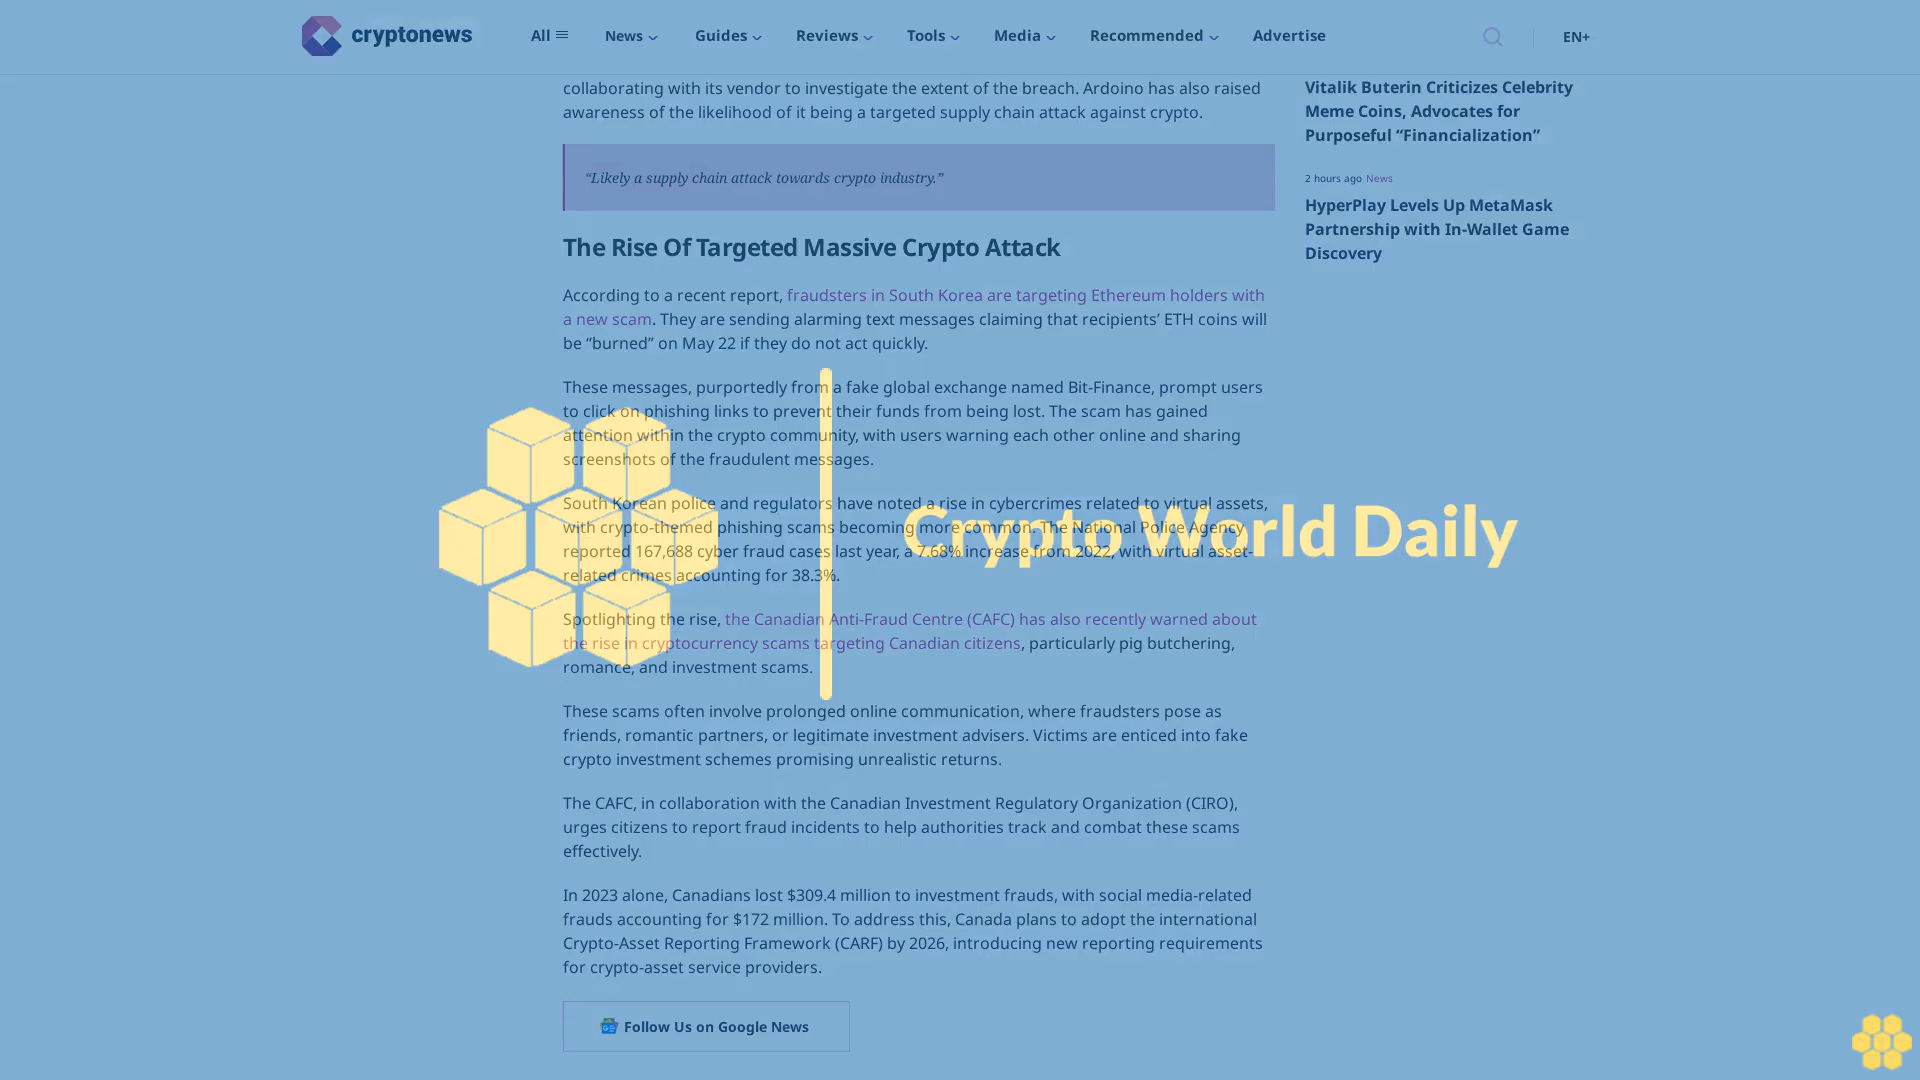 cryptonews
All
News
Guides
Reviews
Tools
Media
Recommended
Advertise
EN+
collaborating with its vendor to investigate the extent of the breach. Ardoino has also raised
awareness of the likelihood of it being a targeted supply chain attack against crypto.
“Likely a supply chain attack towards crypto industry.”
The Rise Of Targeted Massive Crypto Attack
According to a recent report, fraudsters in South Korea are targeting Ethereum holders with
a new scam. They are sending alarming text messages claiming that recipients’ ETH coins will
be “burned” on May 22 if they do not act quickly.
These messages, purportedly from a fake global exchange named Bit-Finance, prompt users
to click on phishing links to prevent their funds from being lost. The scam has gained
attention within the crypto community, with users warning each other online and sharing
screenshots of the fraudulent messages.
South Korean police and regulators have noted a rise in cybercrimes related to virtual assets,
with crypto-themed phishing scams becoming more common. The National Police Agency
reported 167,688 cyber fraud cases last year, a 7.68% increase from 2022, with virtual asset-
related crimes accounting for 38.3%.
Spotlighting the rise, the Canadian Anti-Fraud Centre (CAFC) has also recently warned about
the rise in cryptocurrency scams targeting Canadian citizens, particularly pig butchering,
romance, and investment scams.
These scams often involve prolonged online communication, where fraudsters pose as
friends, romantic partners, or legitimate investment advisers. Victims are enticed into fake
crypto investment schemes promising unrealistic returns.
The CAFC, in collaboration with the Canadian Investment Regulatory Organization (CIRO),
urges citizens to report fraud incidents to help authorities track and combat these scams
effectively.
In 2023 alone, Canadians lost $309.4 million to investment frauds, with social media-related
frauds accounting for $172 million. To address this, Canada plans to adopt the international
Crypto-Asset Reporting Framework (CARF) by 2026, introducing new reporting requirements
for crypto-asset service providers.
Follow Us on Google News
Vitalik Buterin Criticizes Celebrity
Meme Coins, Advocates for
Purposeful “Financialization”
2 hours ago News
HyperPlay Levels Up MetaMask
Partnership with In-Wallet Game
Discovery
Crypto World Daily